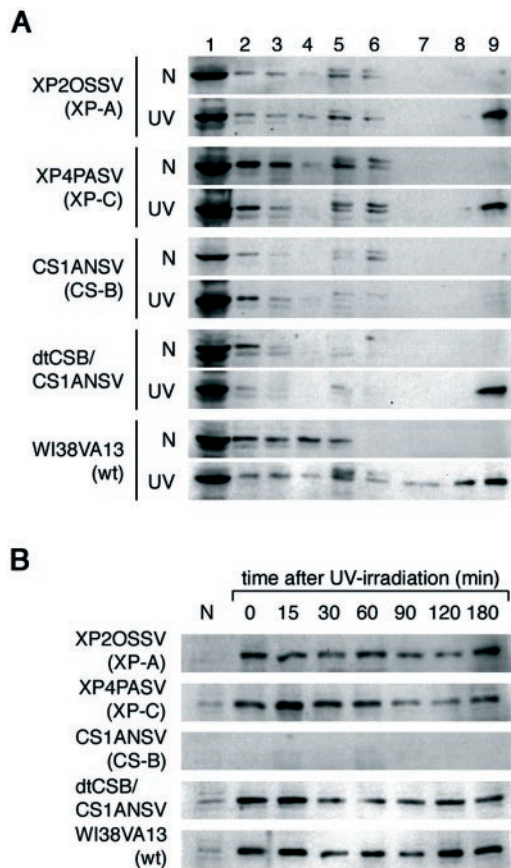 A
1 2 3 4 5 6 7 8 9
XP2OSSV
(XP-A)
N
UV
XP4PASV
(XP-C)
N
UV
CS1ANSV
(CS-B)
N
UV
dtCSB/
CS1ANSV
N
UV
WI38VA13
(wt)
N
UV
B
time after UV-irradiation (min)
N 0 15 30 60 90 120 180
XP2OSSV
(XP-A)
XP4PASV
(XP-C)
CS1ANSV
(CS-B)
dtCSB/
CS1ANSV
WI38VA13
(wt)